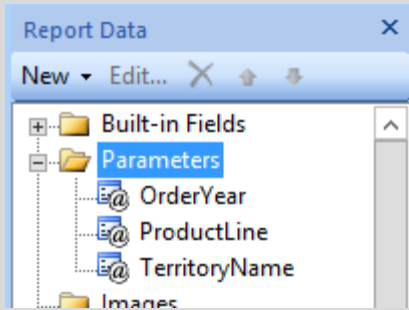 Report Data
New Edit...
Built-in Fields
Parameters
OrderYear
ProductLine
TerritoryName
Images